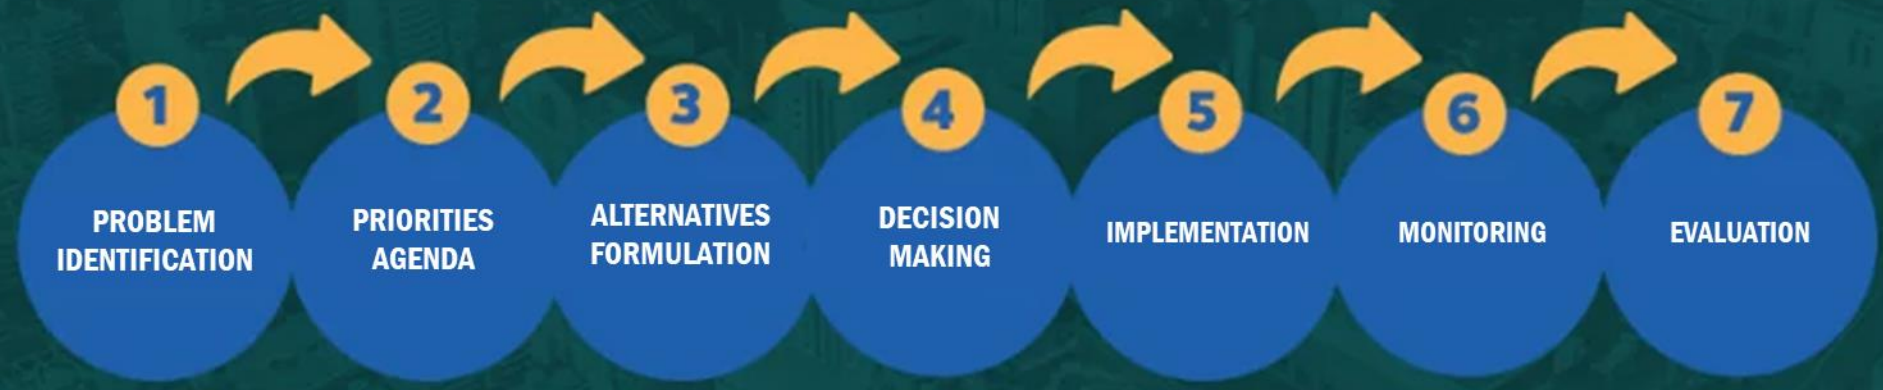 1
PROBLEM
IDENTIFICATION
2
PRIORITIES
AGENDA
3
ALTERNATIVES
FORMULATION
4
DECISION
MAKING
5
IMPLEMENTATION
6
MONITORING
7
EVALUATION